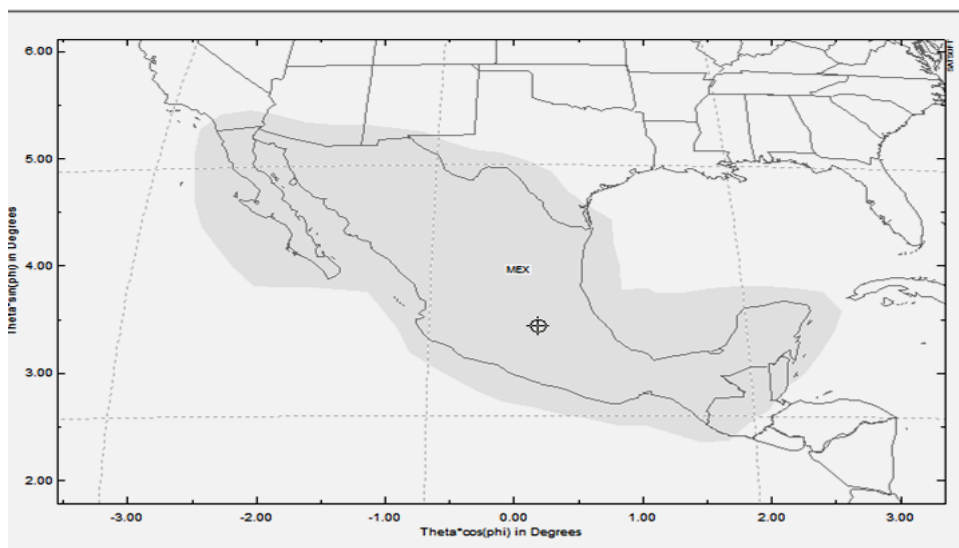 6.00
SATSOFT
5.00
4.00
MEX
3.00
2.00
Theta*sin(phi) in Degrees
-3.00 -2.00 -1.00 0.00 1.00 2.00 3.00
Theta*cos(phi) in Degrees